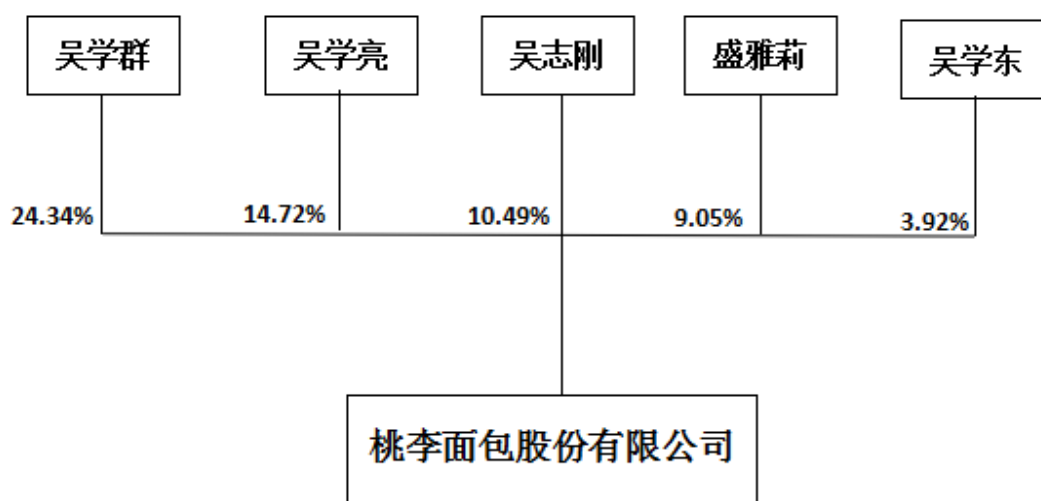 吴学群
吴学亮
吴志刚
盛雅莉
吴学东
24.34%
14.72%
10.49%
9.05%
3.92%
桃李面包股份有限公司